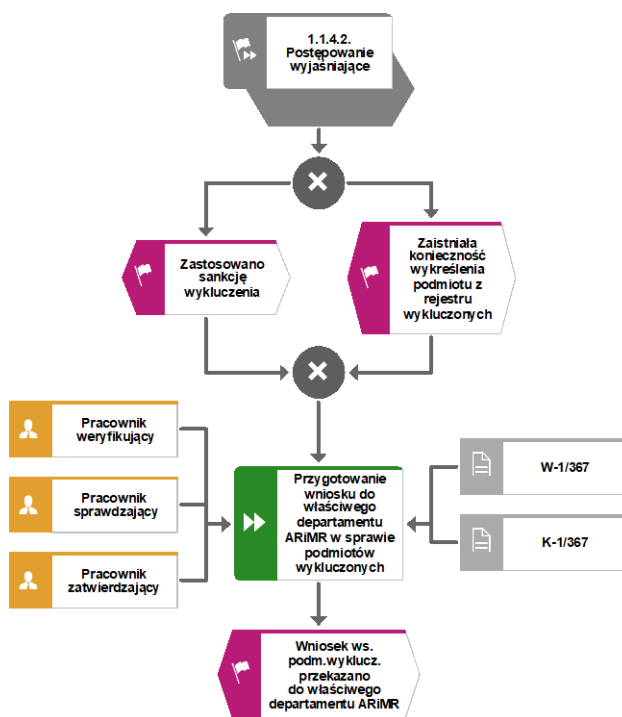 1.1.4.2.
Postępowanie
wyjaśniające
Zastosowano
sankcję
wykluczenia
Zaistniała
konieczność
wykreślenia
podmiotu z
rejestru
wykluczonych
Pracownik
weryfikujący
Pracownik
sprawdzający
Pracownik
zatwierdzający
Przygotowanie
wniosku do
właściwego
departamentu
ARiMR w sprawie
podmiotów
wykluczonych
W-1/367
K-1/367
Wniosek ws.
podm.wyklucz.
przekazano
do właściwego
departamentu ARiMR